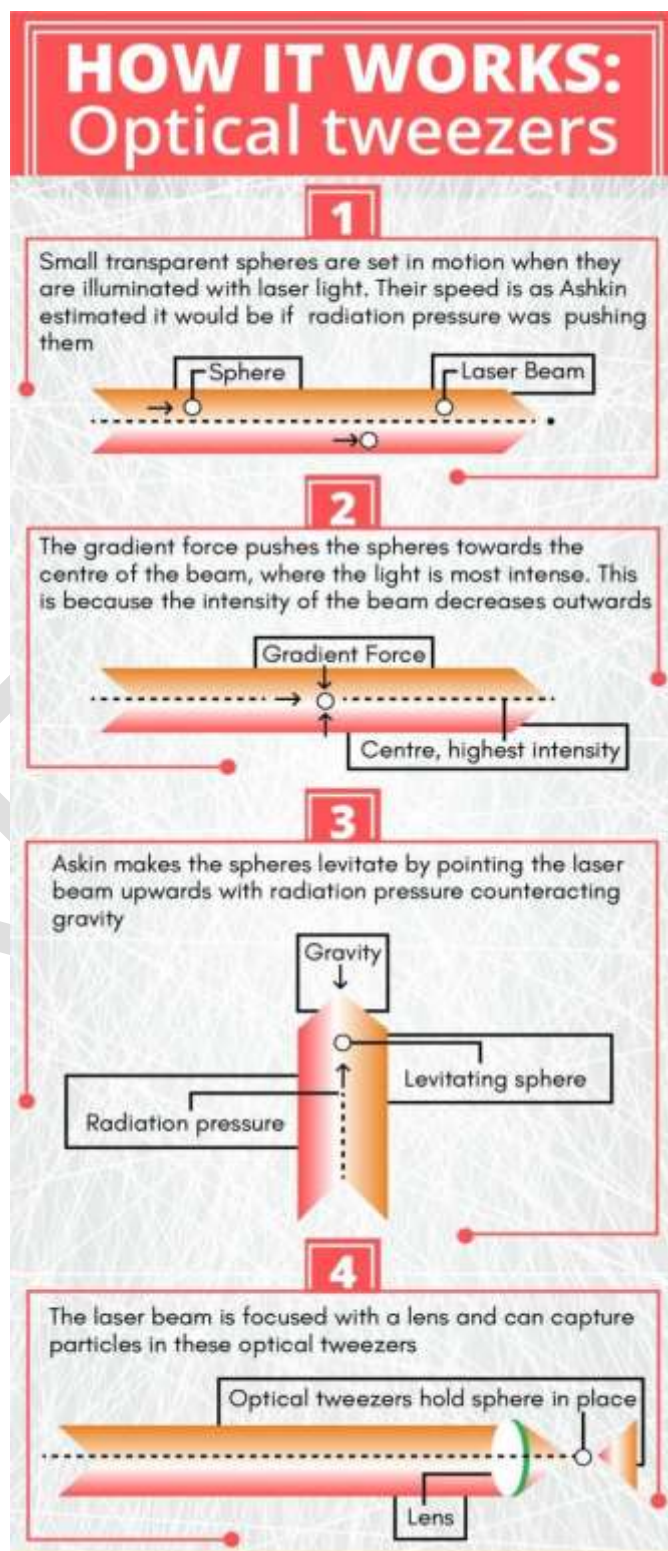 HOW IT WORKS:
Optical tweezers
1
Small transparent spheres are set in motion when they
are illuminated with laser light. Their speed is as Ashkin
estimated it would be if radiation pressure was pushing
them
Sphere
Laser Beam
2
The gradient force pushes the spheres towards the
centre of the beam, where the light is most intense. This
is because the intensity of the beam decreases outwards
Gradient Force
Centre, highest intensity
3
Askin makes the spheres levitate by pointing the laser
beam upwards with radiation pressure counteracting
gravity
Gravity
Levitating sphere
Radiation pressure
4
The laser beam is focused with a lens and can capture
particles in these optical tweezers
Optical tweezers hold sphere in place
Lens